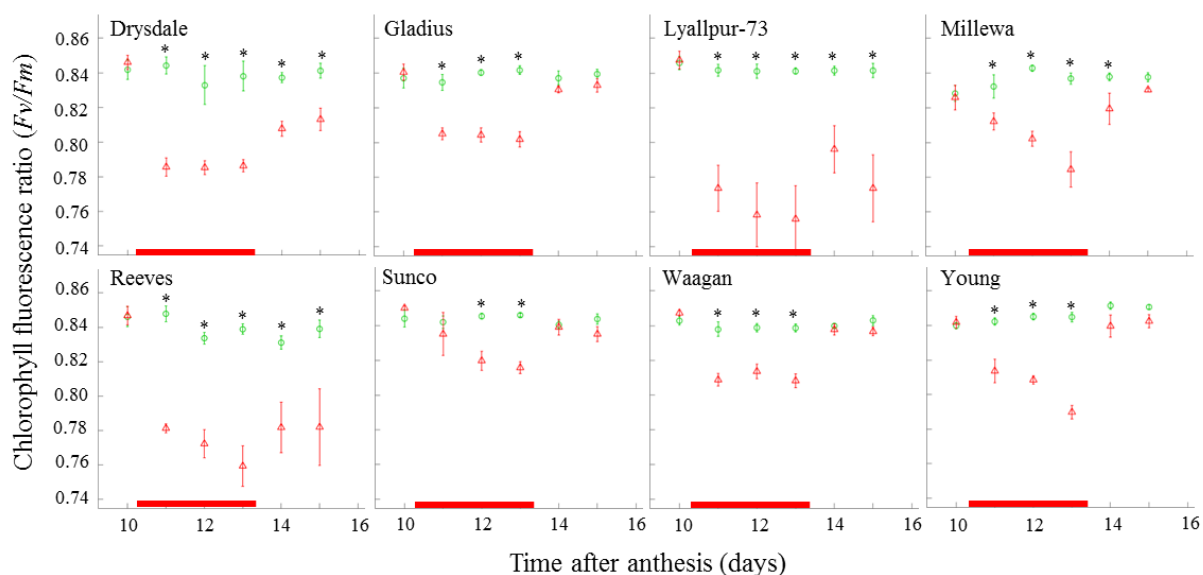 Chlorophyll fluorescence ratio (Fv/Fm)
Drysdale Gladius Lyallpur-73 Millewa
* * * * * * * * * * * * * * * * *
0.86
0.84
0.82
0.80
0.78
0.76
0.74
Reeves Sunco Waagan Young
* * * * * * * * * * * * *
0.86
0.84
0.82
0.80
0.78
0.76
0.74
10 12 14 16 10 12 14 16 10 12 14 16 10 12 14 16
Time after anthesis (days)